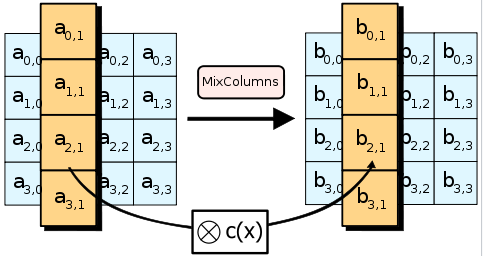 a0,0 a0,1 a0,2 a0,3
a1,0 a1,1 a1,2 a1,3
a2,0 a2,1 a2,2 a2,3
a3,0 a3,1 a3,2 a3,3
MixColumns
b0,0 b0,1 b0,2 b0,3
b1,0 b1,1 b1,2 b1,3
b2,0 b2,1 b2,2 b2,3
b3,0 b3,1 b3,2 b3,3
⊗ c(x)